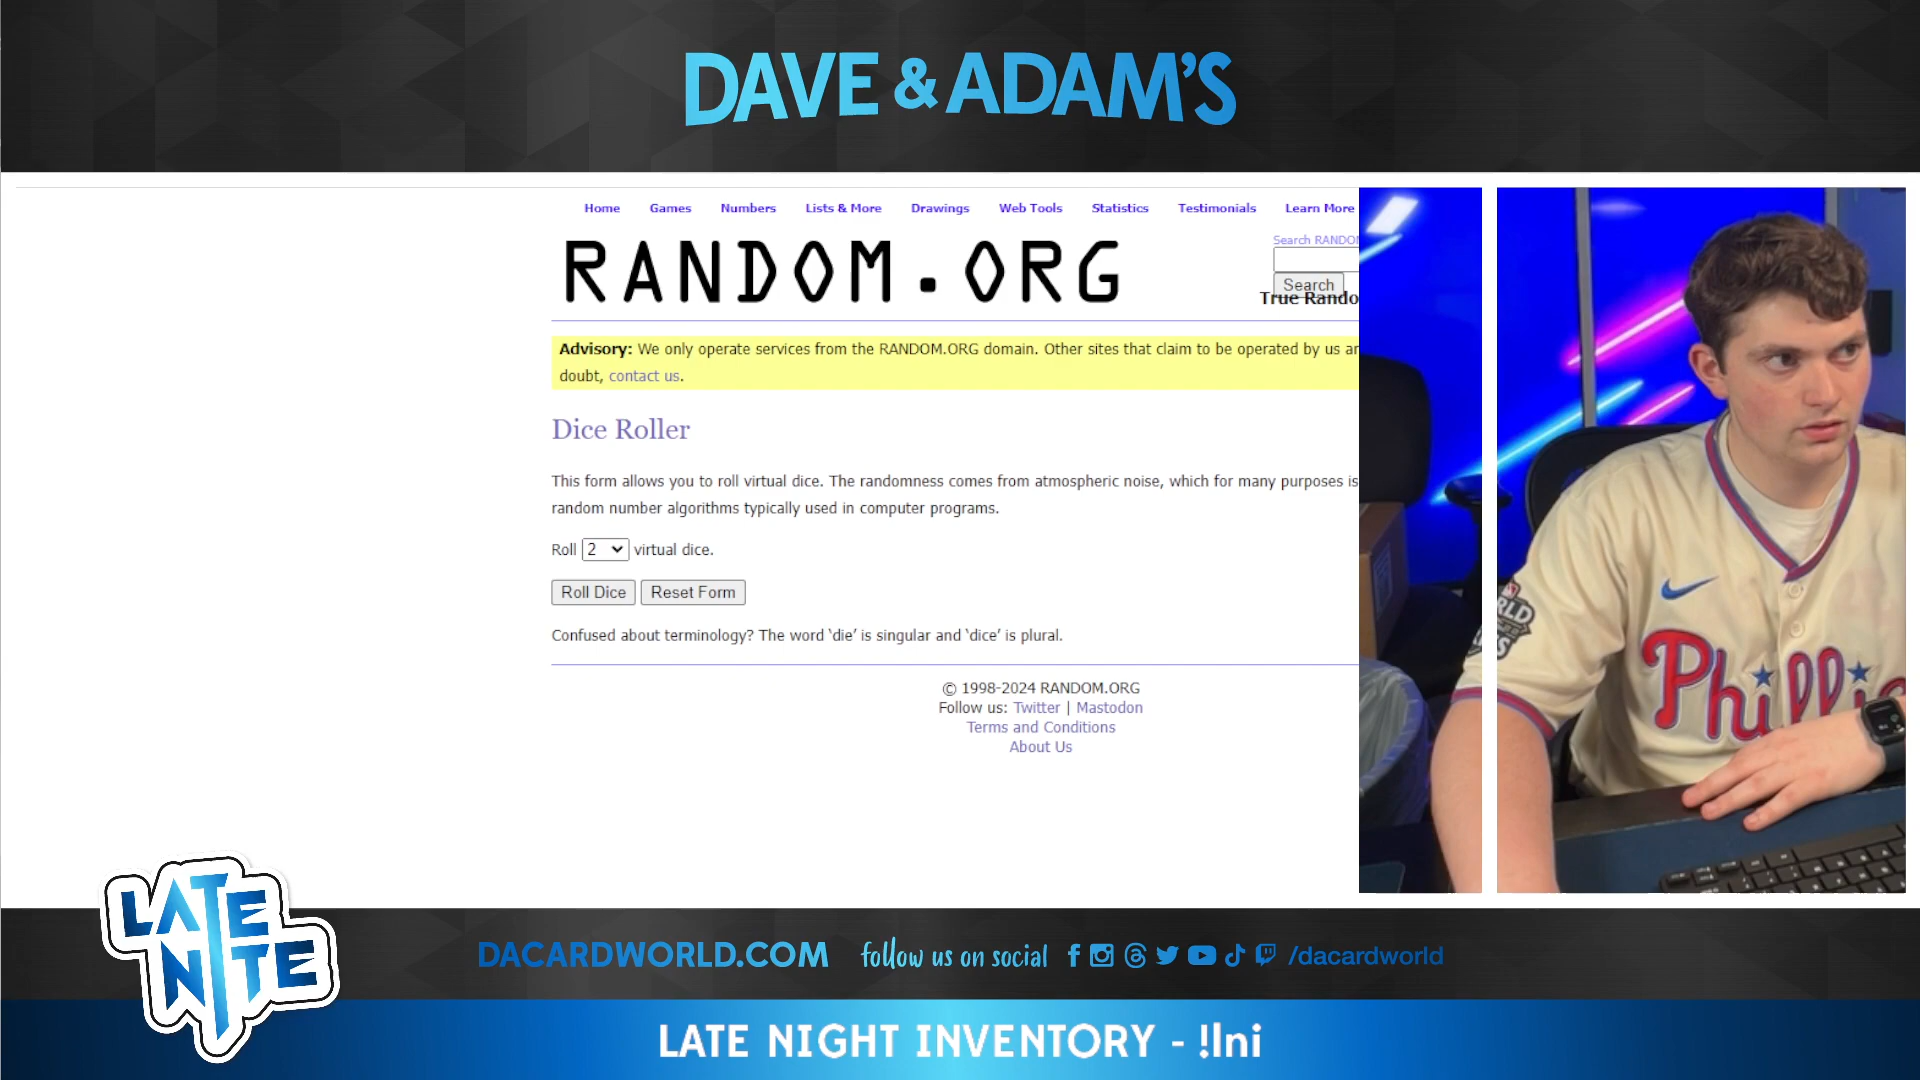 DAVE & ADAM'S
Home Games Numbers Lists & More Drawings Web Tools Statistics Testimonials Learn More
Search RANDO
RANDOM.ORG
Search
True Rando
Advisory: We only operate services from the RANDOM.ORG domain. Other sites that claim to be operated by us ar
doubt, contact us.
Dice Roller
This form allows you to roll virtual dice. The randomness comes from atmospheric noise, which for many purposes is
random number algorithms typically used in computer programs.
Roll 2 virtual dice.
Roll Dice Reset Form
Confused about terminology? The word ‘die’ is singular and ‘dice’ is plural.
© 1998-2024 RANDOM.ORG
Follow us: Twitter | Mastodon
Terms and Conditions
About Us
Phillie
LATE
NITE
DACARDWORLD.COM follow us on social /dacardworld
LATE NIGHT INVENTORY - !lni